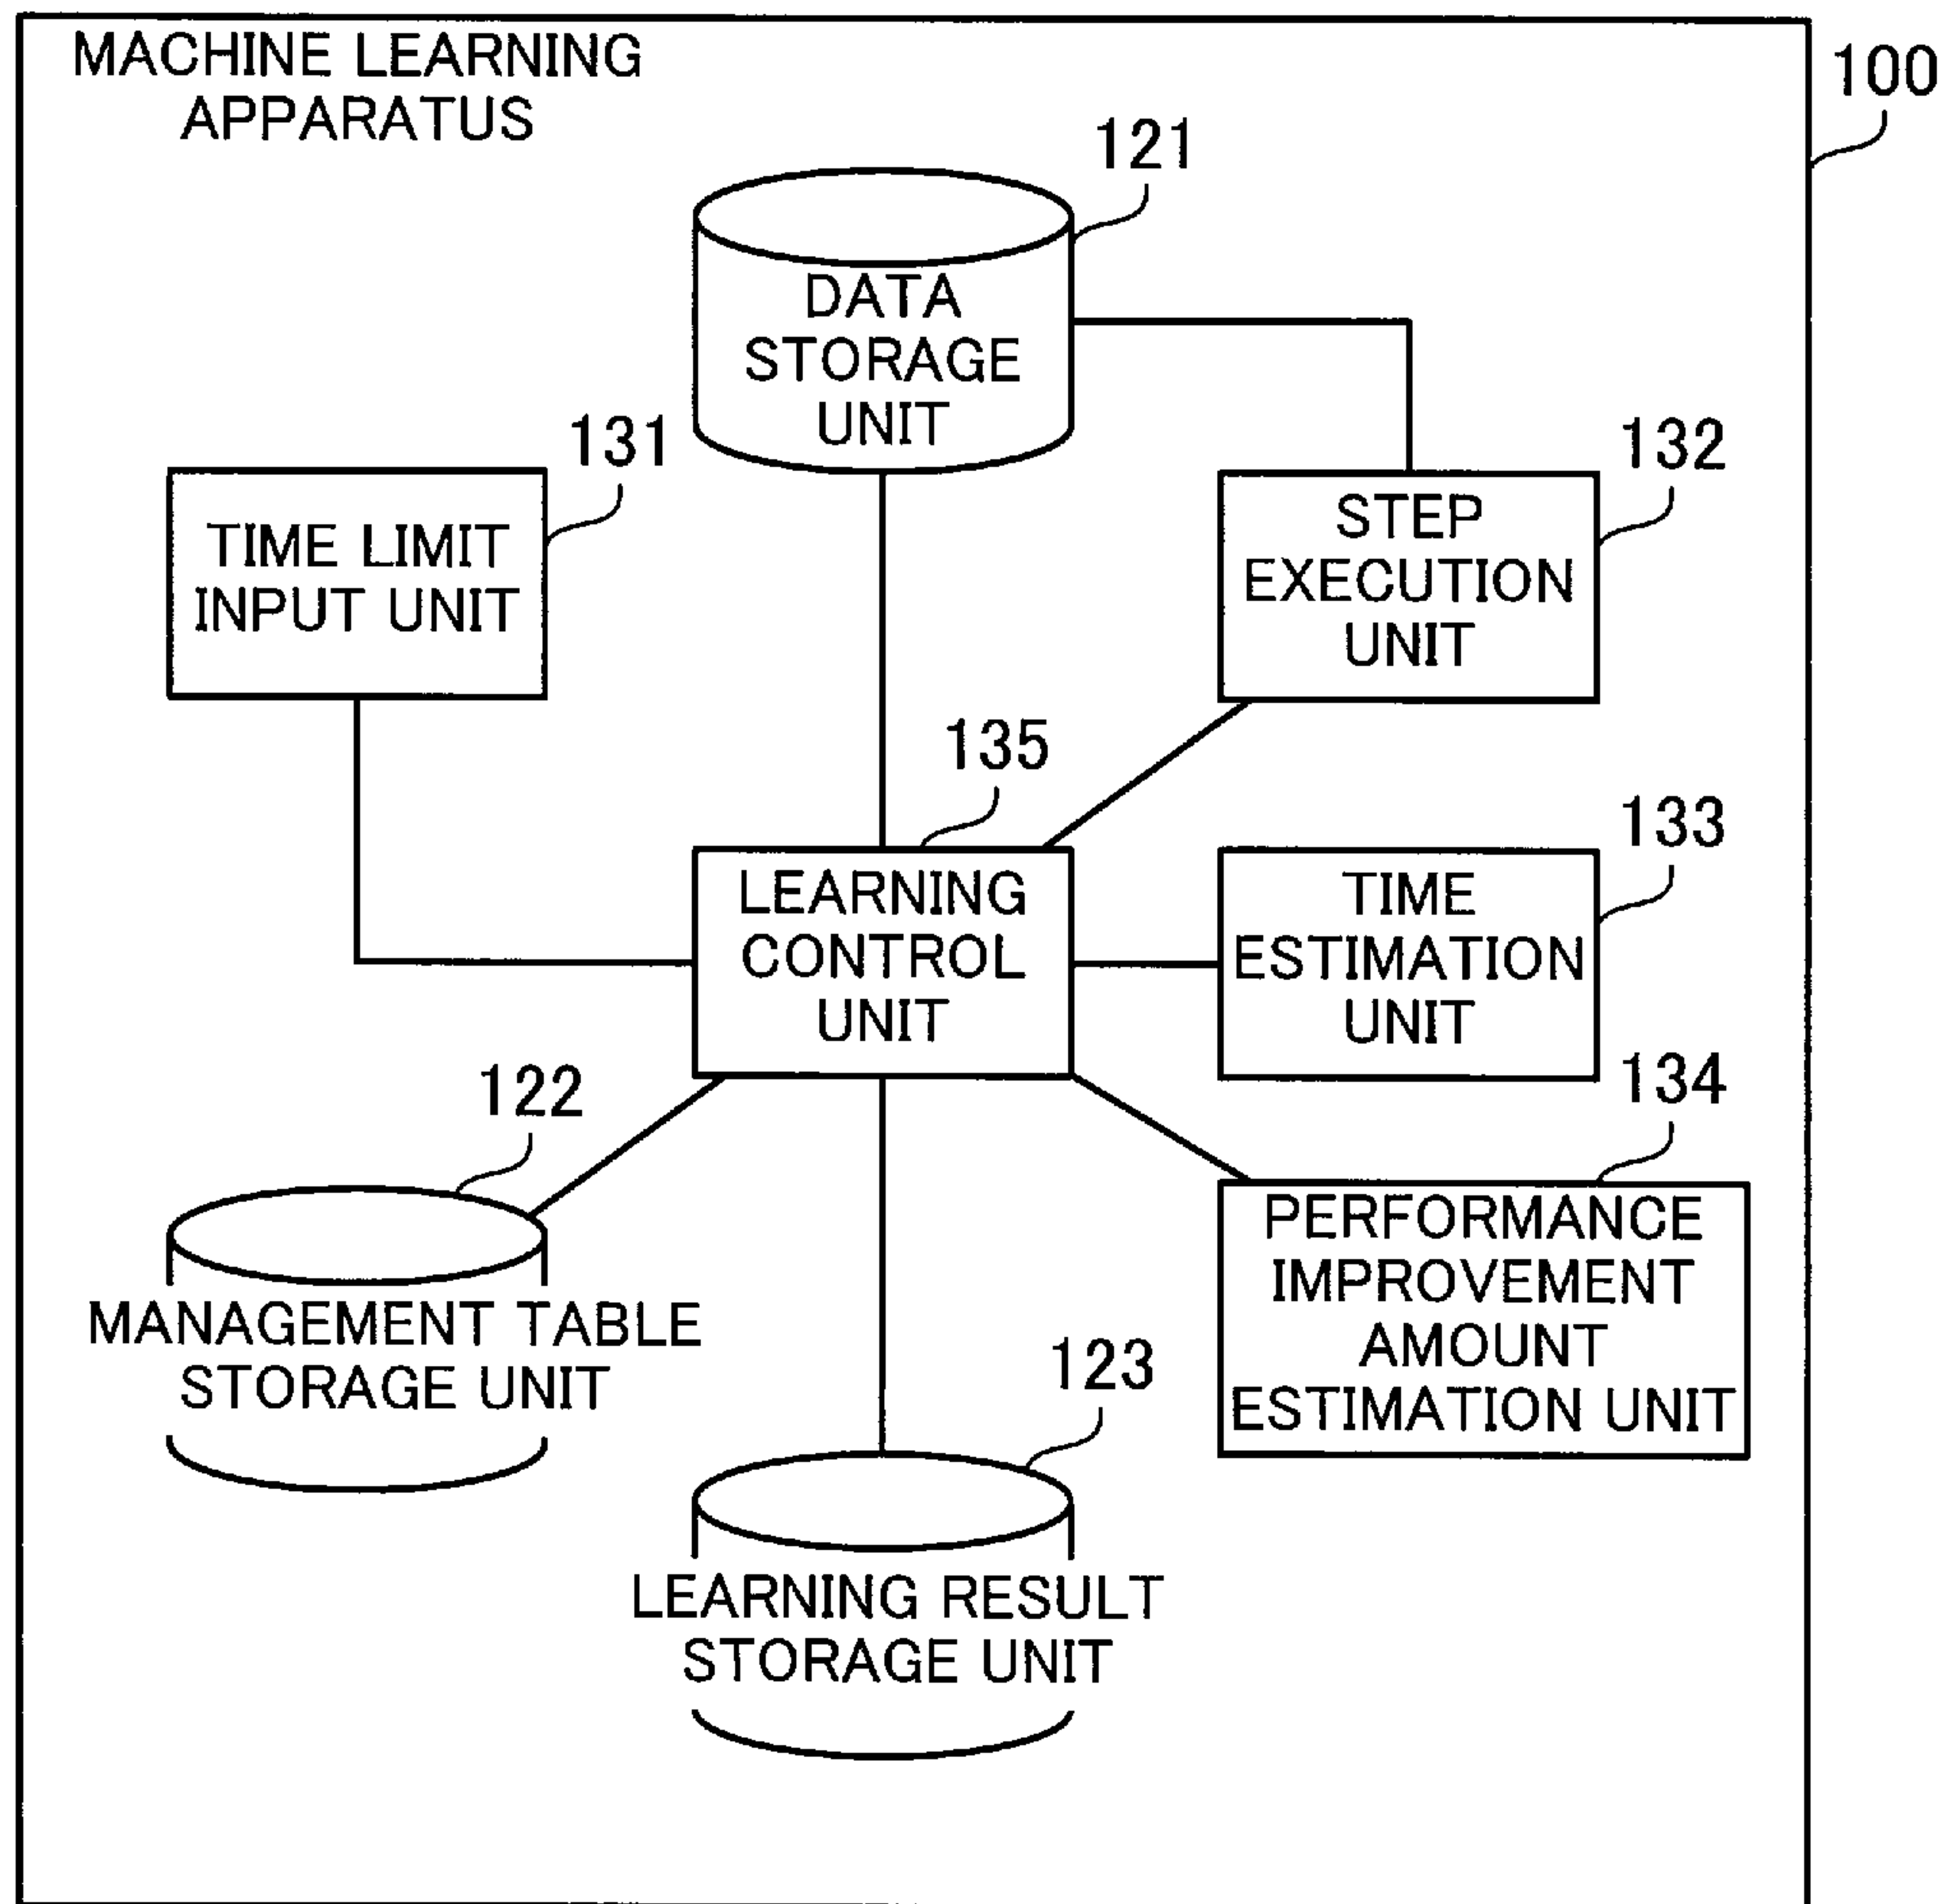 MACHINE LEARNING
APPARATUS
100
121
DATA
STORAGE
UNIT
131
TIME LIMIT
INPUT UNIT
132
STEP
EXECUTION
UNIT
135
LEARNING
CONTROL
UNIT
133
TIME
ESTIMATION
UNIT
122
MANAGEMENT TABLE
STORAGE UNIT
134
PERFORMANCE
IMPROVEMENT
AMOUNT
ESTIMATION UNIT
123
LEARNING RESULT
STORAGE UNIT